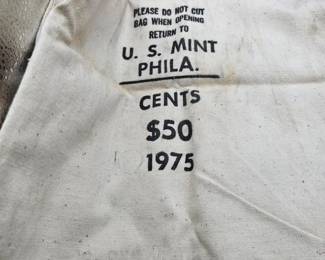 PLEASE DO NOT CUT
BAG WHEN OPENING
RETURN TO
U. S. MINT
PHILA.
CENTS
$50
1975